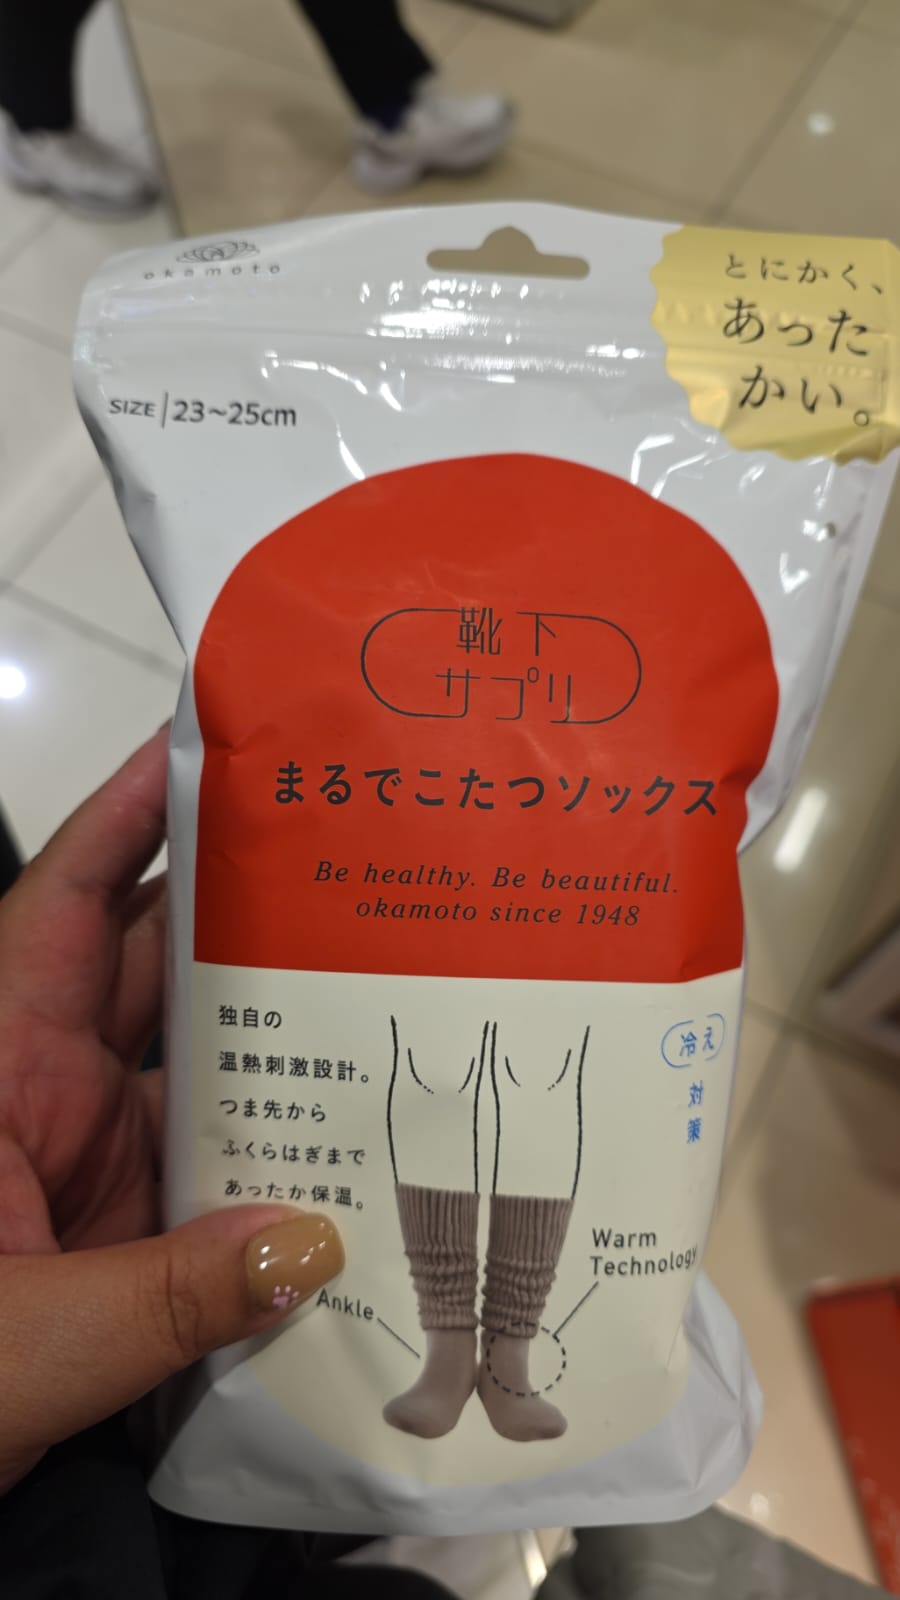 okamoto
とにかく、
あった
かい。
SIZE 23~25cm
靴下
サプリ
まるでこたつソックス
Be healthy. Be beautiful.
okamoto since 1948
独自の
温熱刺激設計。
つま先から
ふくらはぎまで
あったか保温。
冷え
対
策
Warm
Technology
Ankle